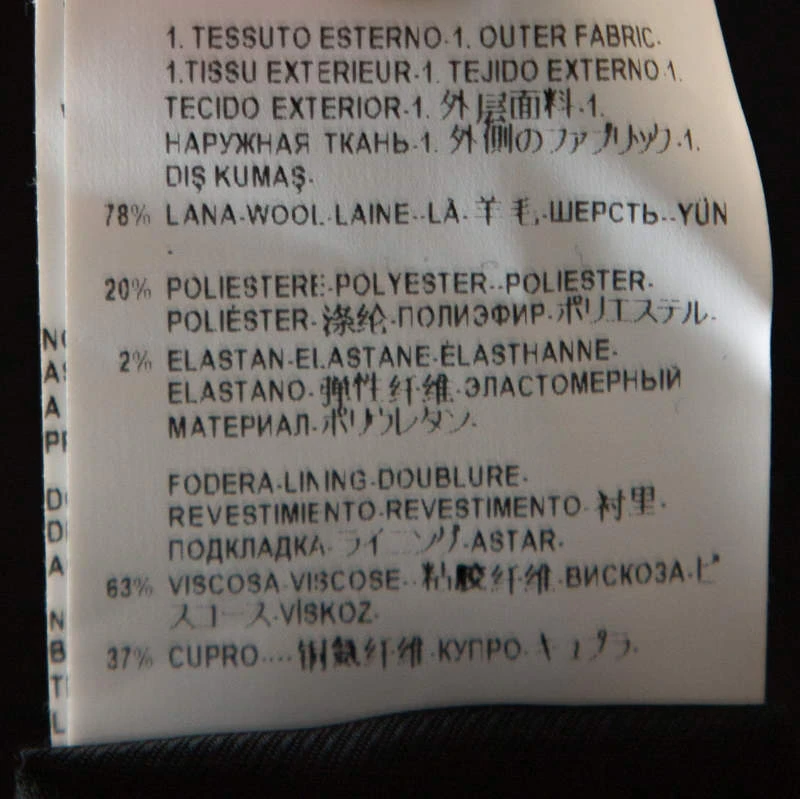 1. TESSUTO ESTERNO-1. OUTER FABRIC-
1.TISSU EXTERIEUR-1. TEJIDO EXTERNO-1.
TECIDO EXTERIOR-1. 外层面料-1.
НАРУЖНАЯ ТКАНЬ-1. 外側のファブリック-1.
DIŞ KUMAŞ-
78% LANA-WOOL-LAINE--LÃ-羊毛-ШЕРСТЬ--YÜN
-
20% POLIESTERE-POLYESTER--POLIESTER-
POLIÉSTER-涤纶-ПОЛИЭФИР-ポリエステル-
2% ELASTAN-ELASTANE-ÉLASTHANNE-
ELASTANO-弹性纤维-ЭЛАСТОМЕРНЫЙ
МАТЕРИАЛ-ポリウレタン-
FODERA-LINING-DOUBLURE-
REVESTIMIENTO-REVESTIMENTO-衬里-
ПОДКЛАДКА-ライニング-ASTAR-
63% VISCOSA-VISCOSE--粘胶纤维-ВИСКОЗА-ビ
スコース-VİSKOZ-
37% CUPRO----铜氨纤维-КУПРО-キュプラ-